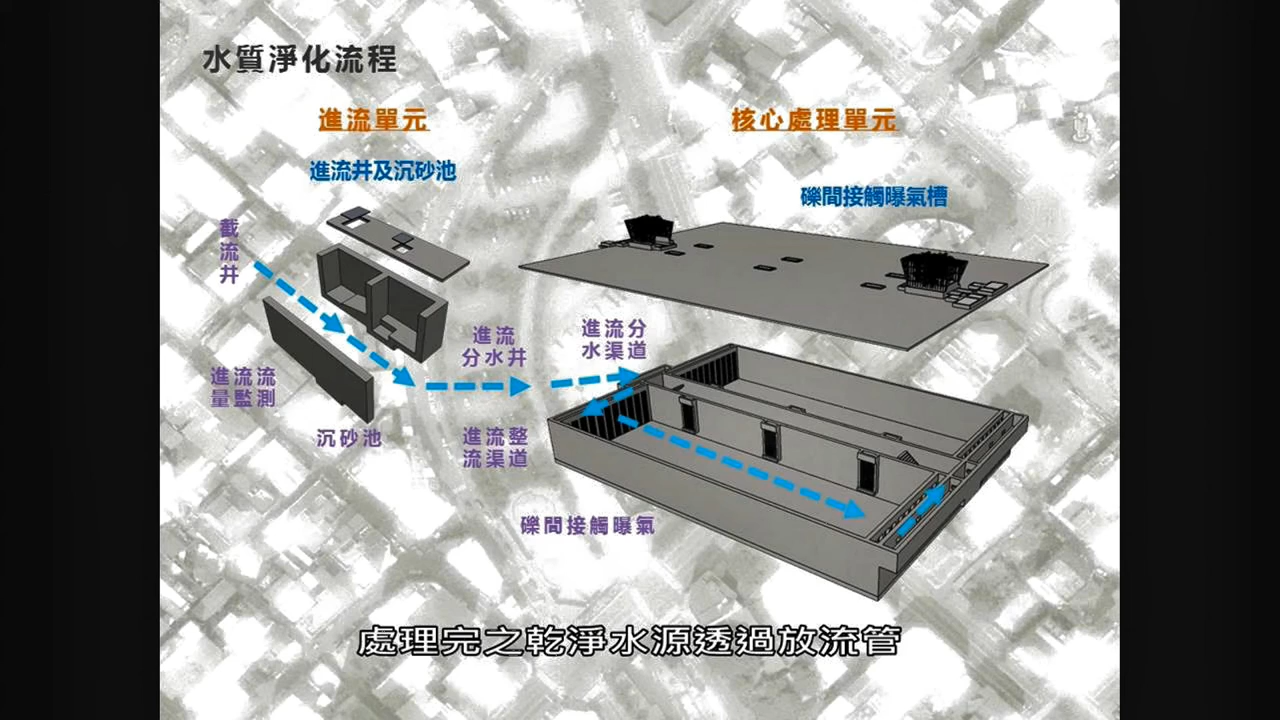 水質淨化流程
進流單元
核心處理單元
進流井及沉砂池
礫間接觸曝氣槽
截流井
進流
分水井
進流分
水渠道
進流流
量監測
沉砂池
進流整
流渠道
礫間接觸曝氣
處理完之乾淨水源透過放流管